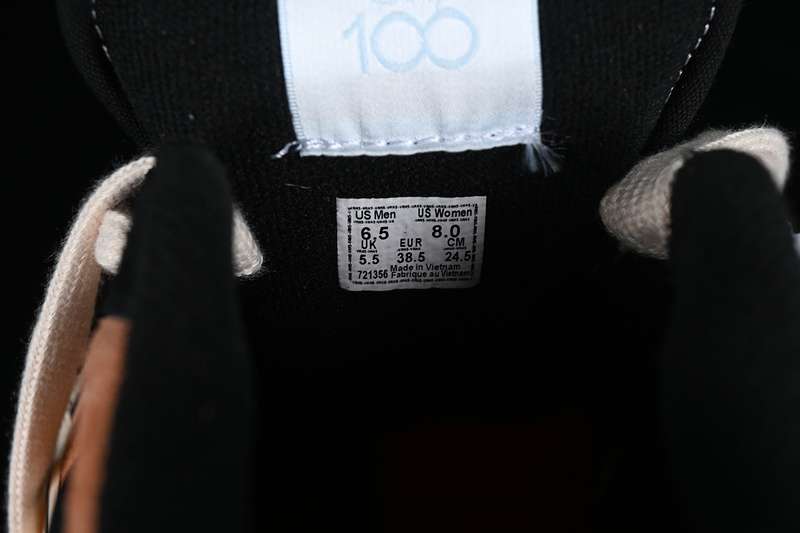 100
US Men US Women
6.5 8.0
UK EUR CM
5.5 38.5 24.5
Made in Vietnam
721356 Fabrique au Vietnam